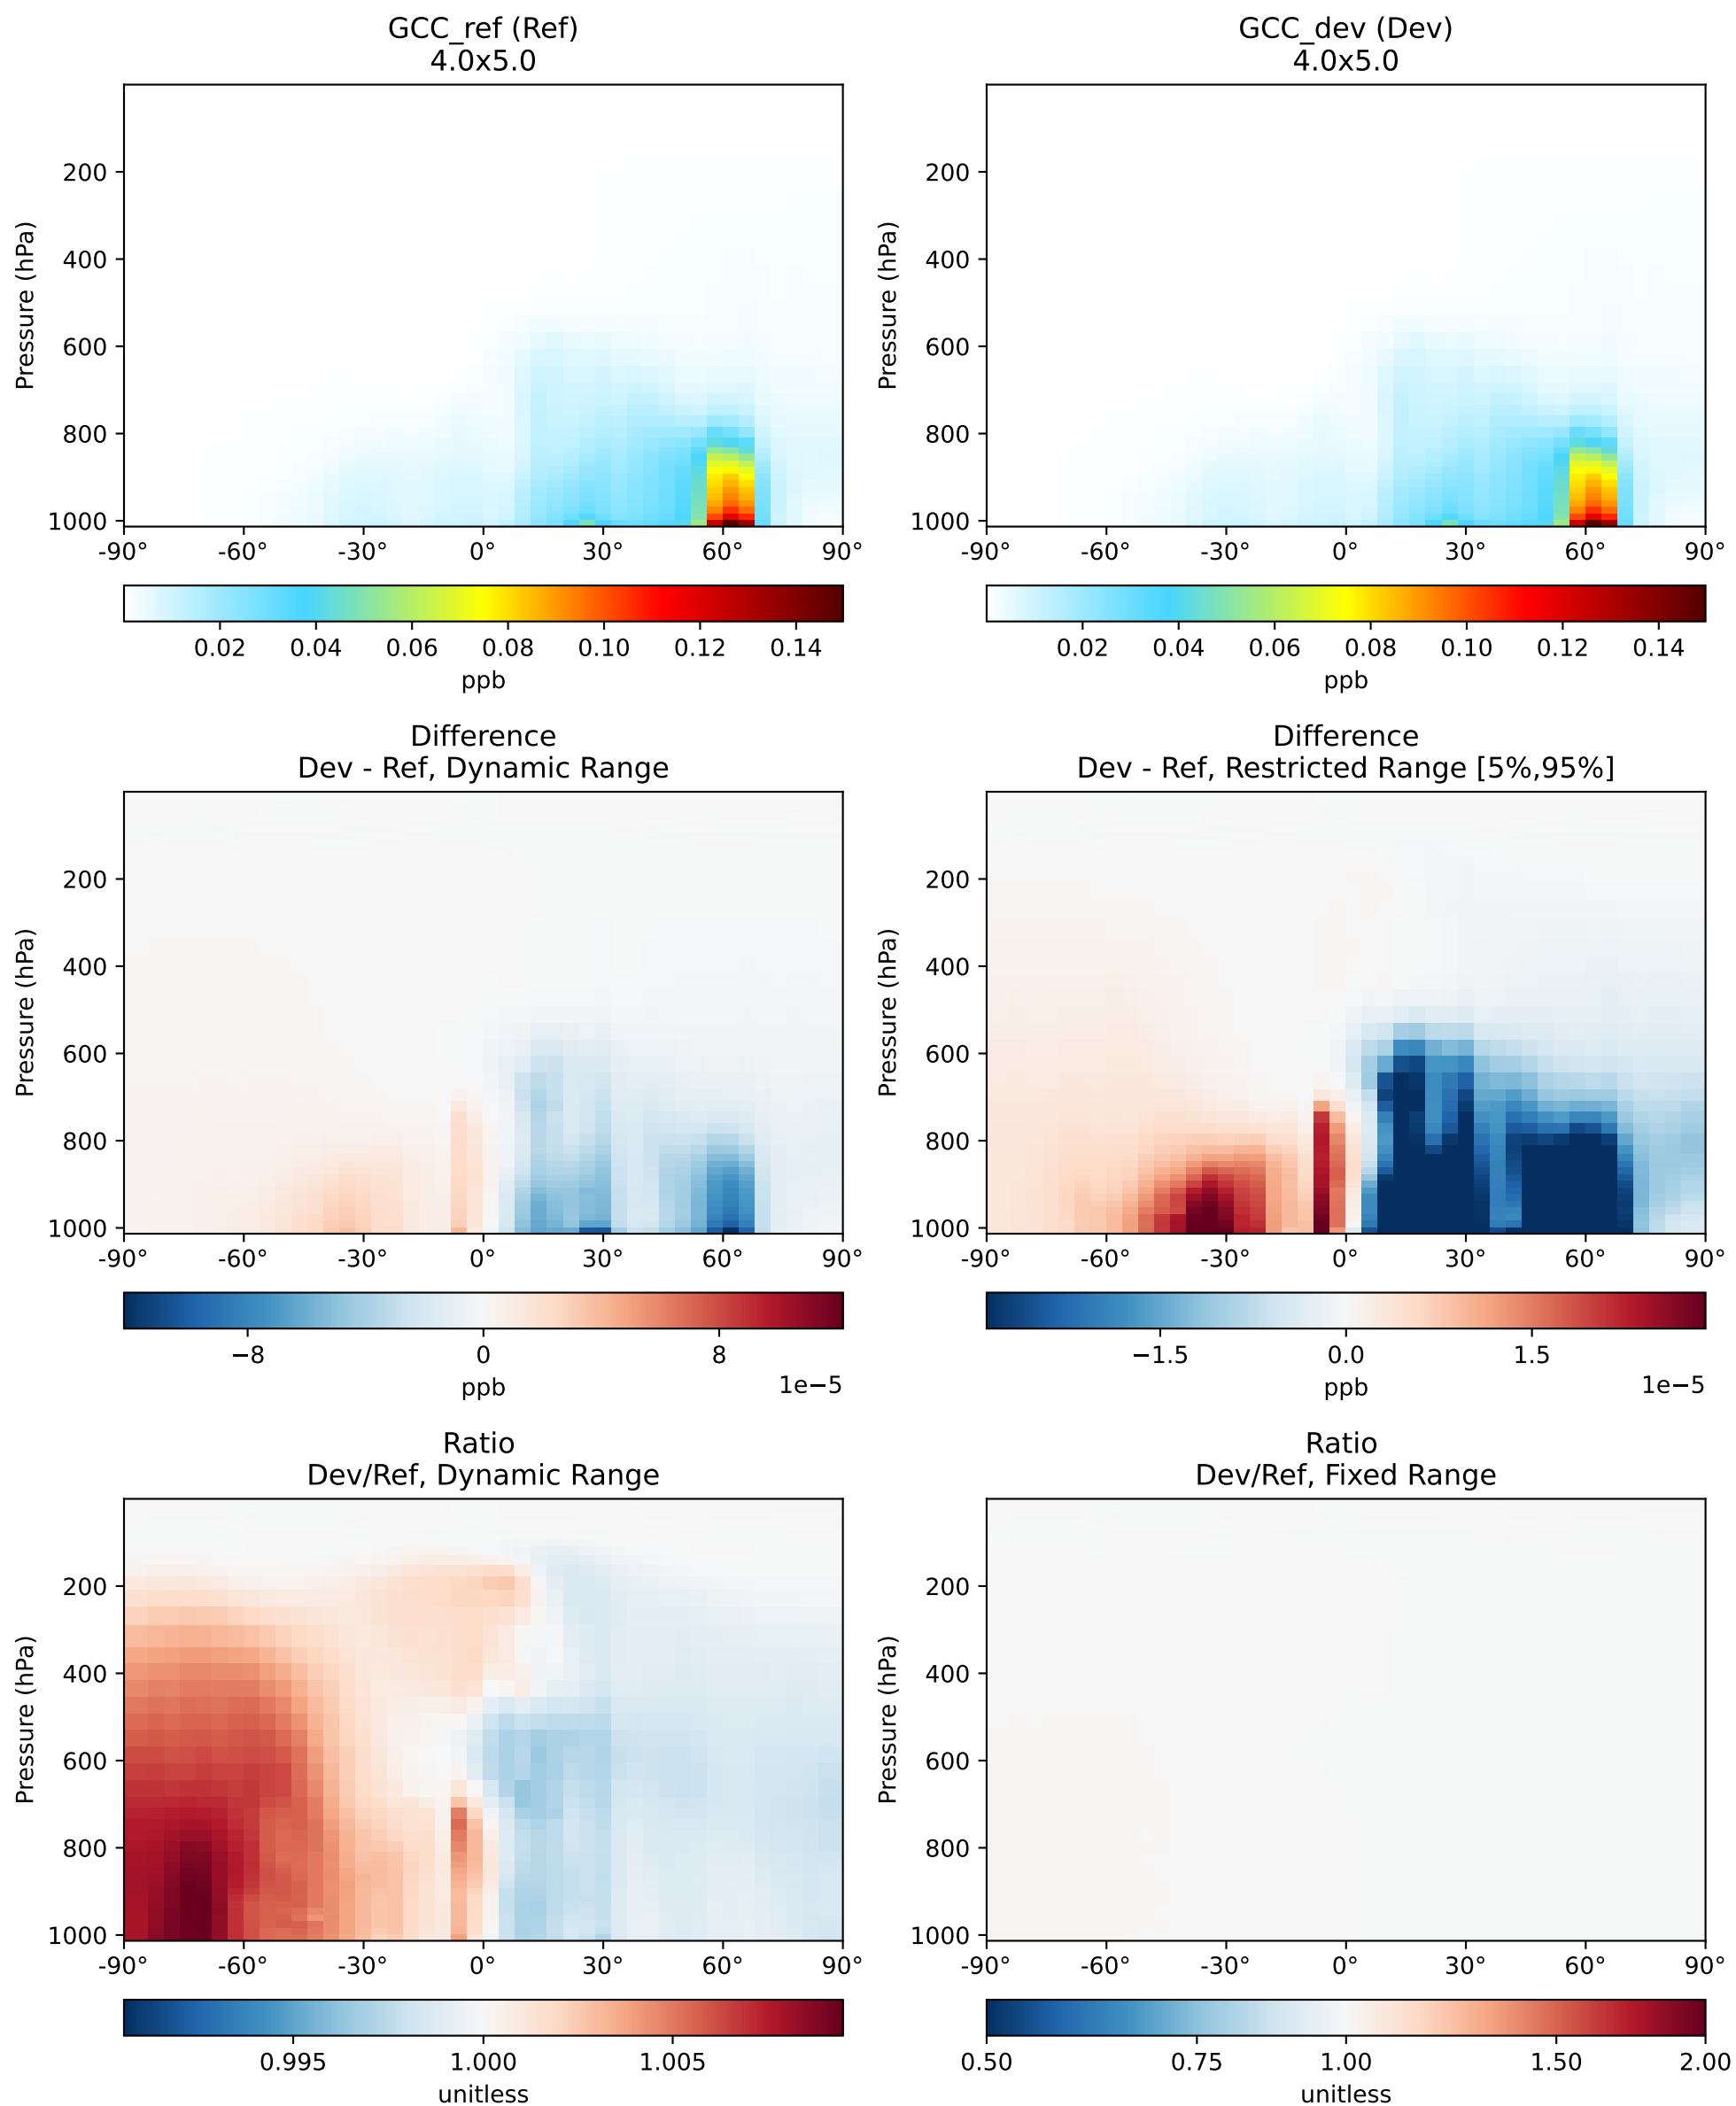 GCC_ref (Ref)
4.0x5.0
Pressure (hPa)
200
400
600
800
1000
-90° -60° -30° 0° 30° 60° 90°
0.02 0.04 0.06 0.08 0.10 0.12 0.14
ppb
GCC_dev (Dev)
4.0x5.0
Pressure (hPa)
200
400
600
800
1000
-90° -60° -30° 0° 30° 60° 90°
0.02 0.04 0.06 0.08 0.10 0.12 0.14
ppb
Difference
Dev - Ref, Dynamic Range
Pressure (hPa)
200
400
600
800
1000
-90° -60° -30° 0° 30° 60° 90°
−8 0 8
ppb
1e−5
Difference
Dev - Ref, Restricted Range [5%,95%]
Pressure (hPa)
200
400
600
800
1000
-90° -60° -30° 0° 30° 60° 90°
−1.5 0.0 1.5
ppb
1e−5
Ratio
Dev/Ref, Dynamic Range
Pressure (hPa)
200
400
600
800
1000
-90° -60° -30° 0° 30° 60° 90°
0.995 1.000 1.005
unitless
Ratio
Dev/Ref, Fixed Range
Pressure (hPa)
200
400
600
800
1000
-90° -60° -30° 0° 30° 60° 90°
0.50 0.75 1.00 1.50 2.00
unitless